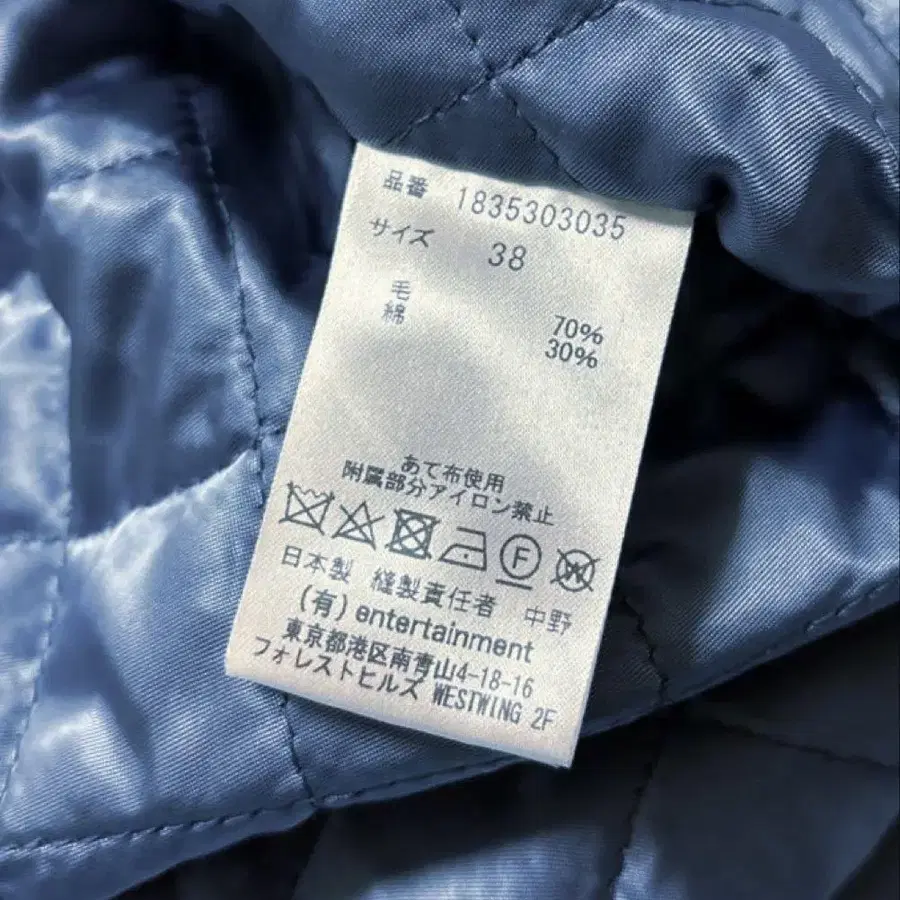 品番 1835303035
サイズ 38
毛 70%
綿 30%
あて布使用
附属部分アイロン禁止
F W
日本製 縫製責任者 中野
(有) entertainment
東京都港区南青山4-18-16
フォレストヒルズ WESTWING 2F